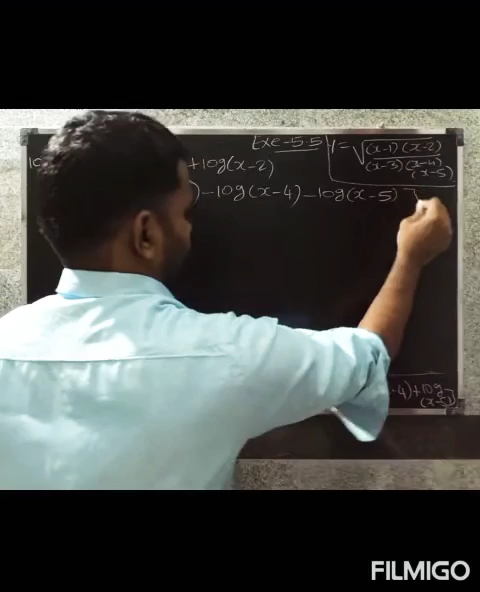 Exe-5.5
y = √(x-1)(x-2) / (x-3)(x-4)(x-5)
+log(x-2)
)-log(x-4)-log(x-5)]
-4)+log
(x-5)]
FILMIGO